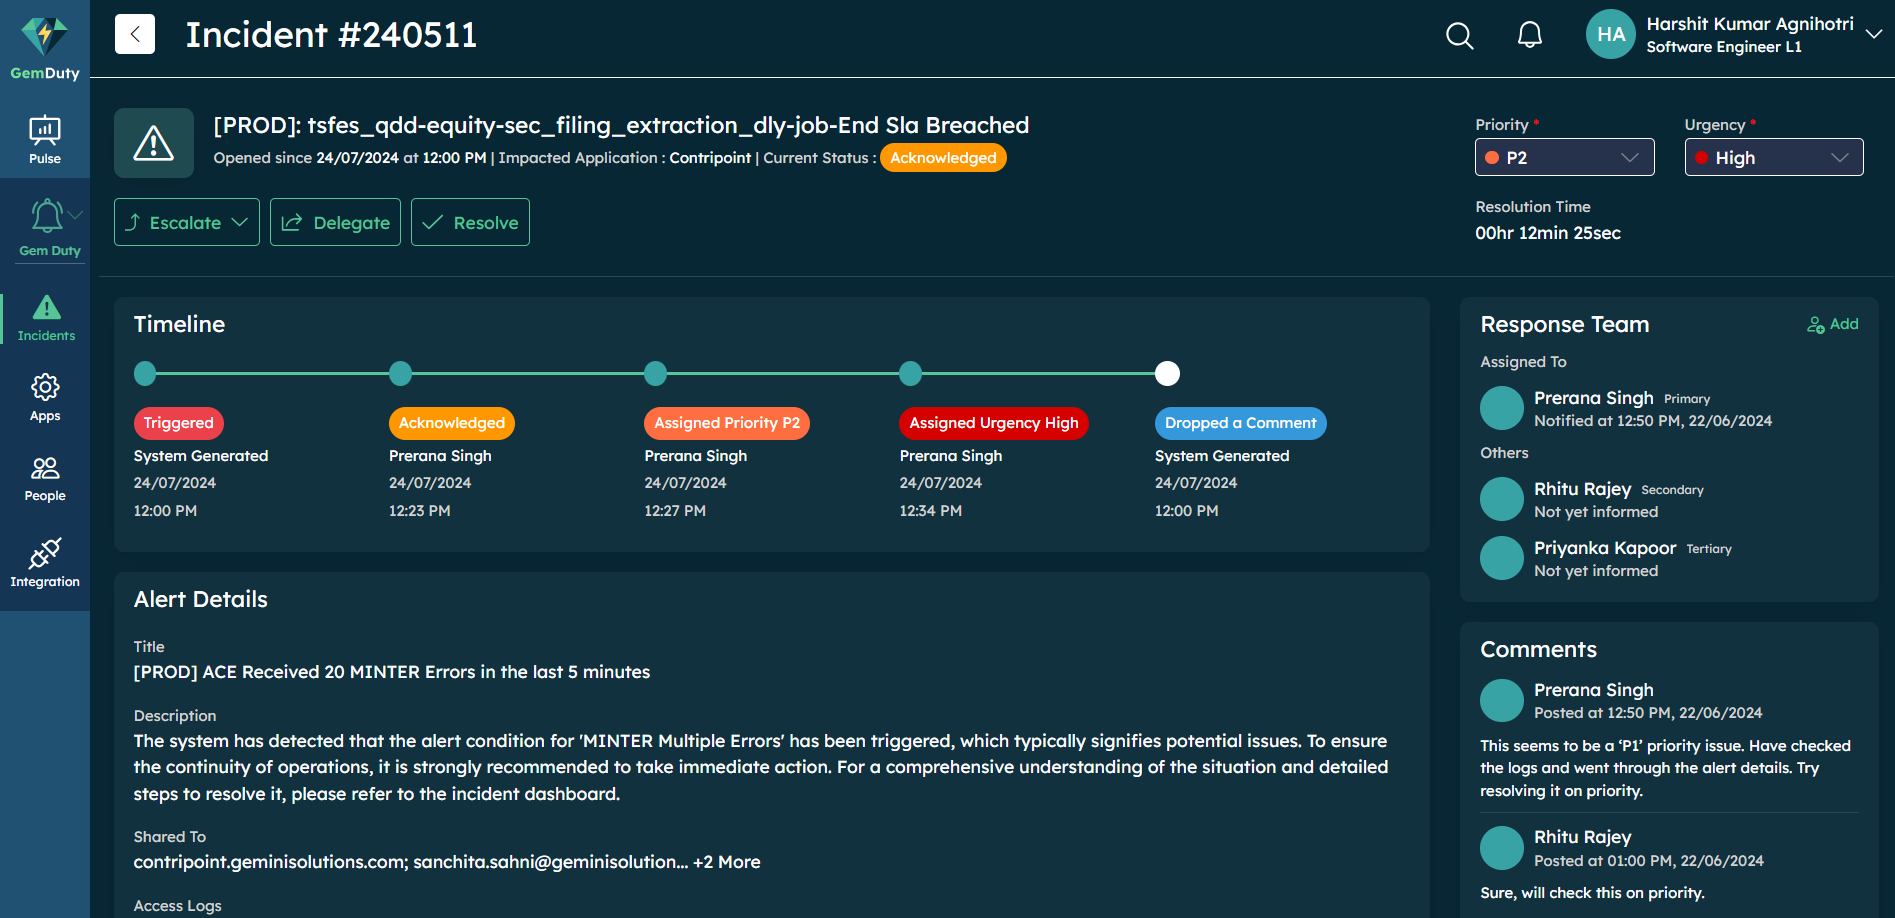 GemDuty
Pulse
Gem Duty
Incidents
Apps
People
Integration
Incident #240511
HA
Harshit Kumar Agnihotri
Software Engineer L1
[PROD]: tsfes_qdd-equity-sec_filing_extraction_dly-job-End Sla Breached
Opened since 24/07/2024 at 12:00 PM | Impacted Application : Contripoint | Current Status : Acknowledged
Escalate
Delegate
Resolve
Priority *
P2
Urgency *
High
Resolution Time
00hr 12min 25sec
Timeline
Triggered
System Generated
24/07/2024
12:00 PM
Acknowledged
Prerana Singh
24/07/2024
12:23 PM
Assigned Priority P2
Prerana Singh
24/07/2024
12:27 PM
Assigned Urgency High
Prerana Singh
24/07/2024
12:34 PM
Dropped a Comment
System Generated
24/07/2024
12:00 PM
Alert Details
Title
[PROD] ACE Received 20 MINTER Errors in the last 5 minutes
Description
The system has detected that the alert condition for 'MINTER Multiple Errors' has been triggered, which typically signifies potential issues. To ensure
the continuity of operations, it is strongly recommended to take immediate action. For a comprehensive understanding of the situation and detailed
steps to resolve it, please refer to the incident dashboard.
Shared To
contripoint.geminisolutions.com; sanchita.sahni@geminisolution... +2 More
Access Logs
Response Team
Add
Assigned To
Prerana Singh Primary
Notified at 12:50 PM, 22/06/2024
Others
Rhitu Rajey Secondary
Not yet informed
Priyanka Kapoor Tertiary
Not yet informed
Comments
Prerana Singh
Posted at 12:50 PM, 22/06/2024
This seems to be a ‘P1’ priority issue. Have checked
the logs and went through the alert details. Try
resolving it on priority.
Rhitu Rajey
Posted at 01:00 PM, 22/06/2024
Sure, will check this on priority.